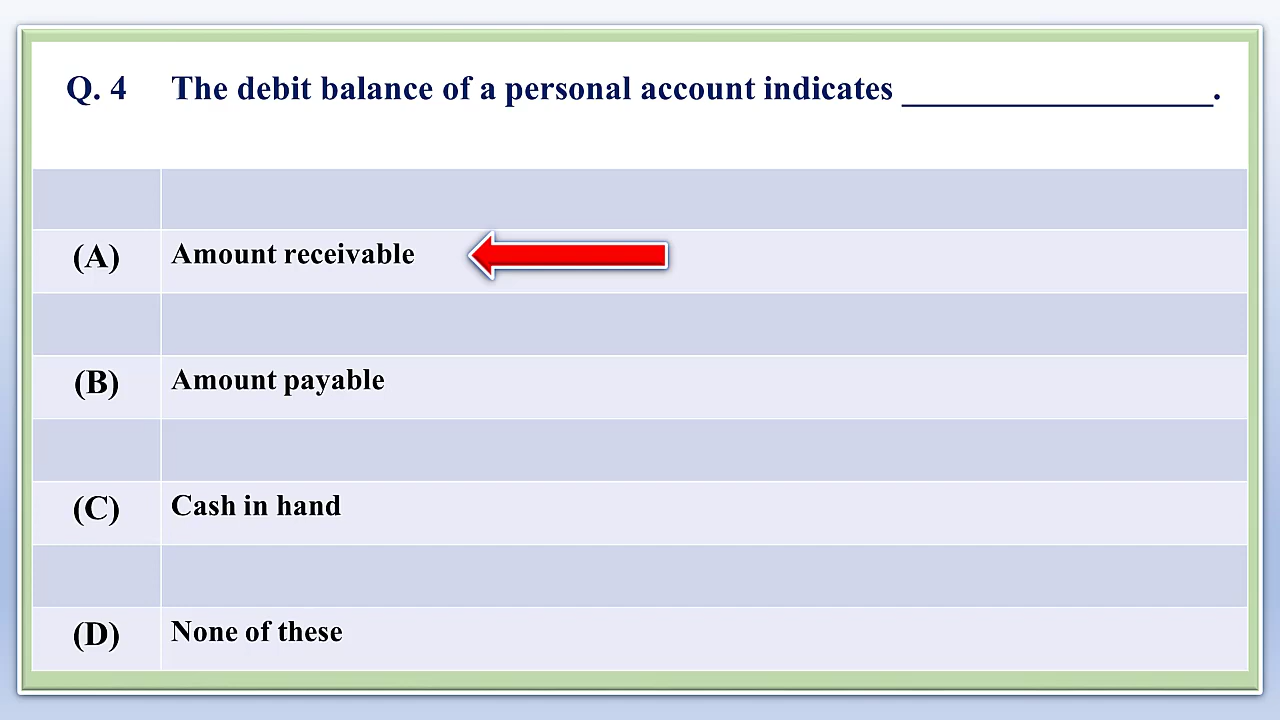 Q. 4 The debit balance of a personal account indicates __________________.
(A) Amount receivable
(B) Amount payable
(C) Cash in hand
(D) None of these